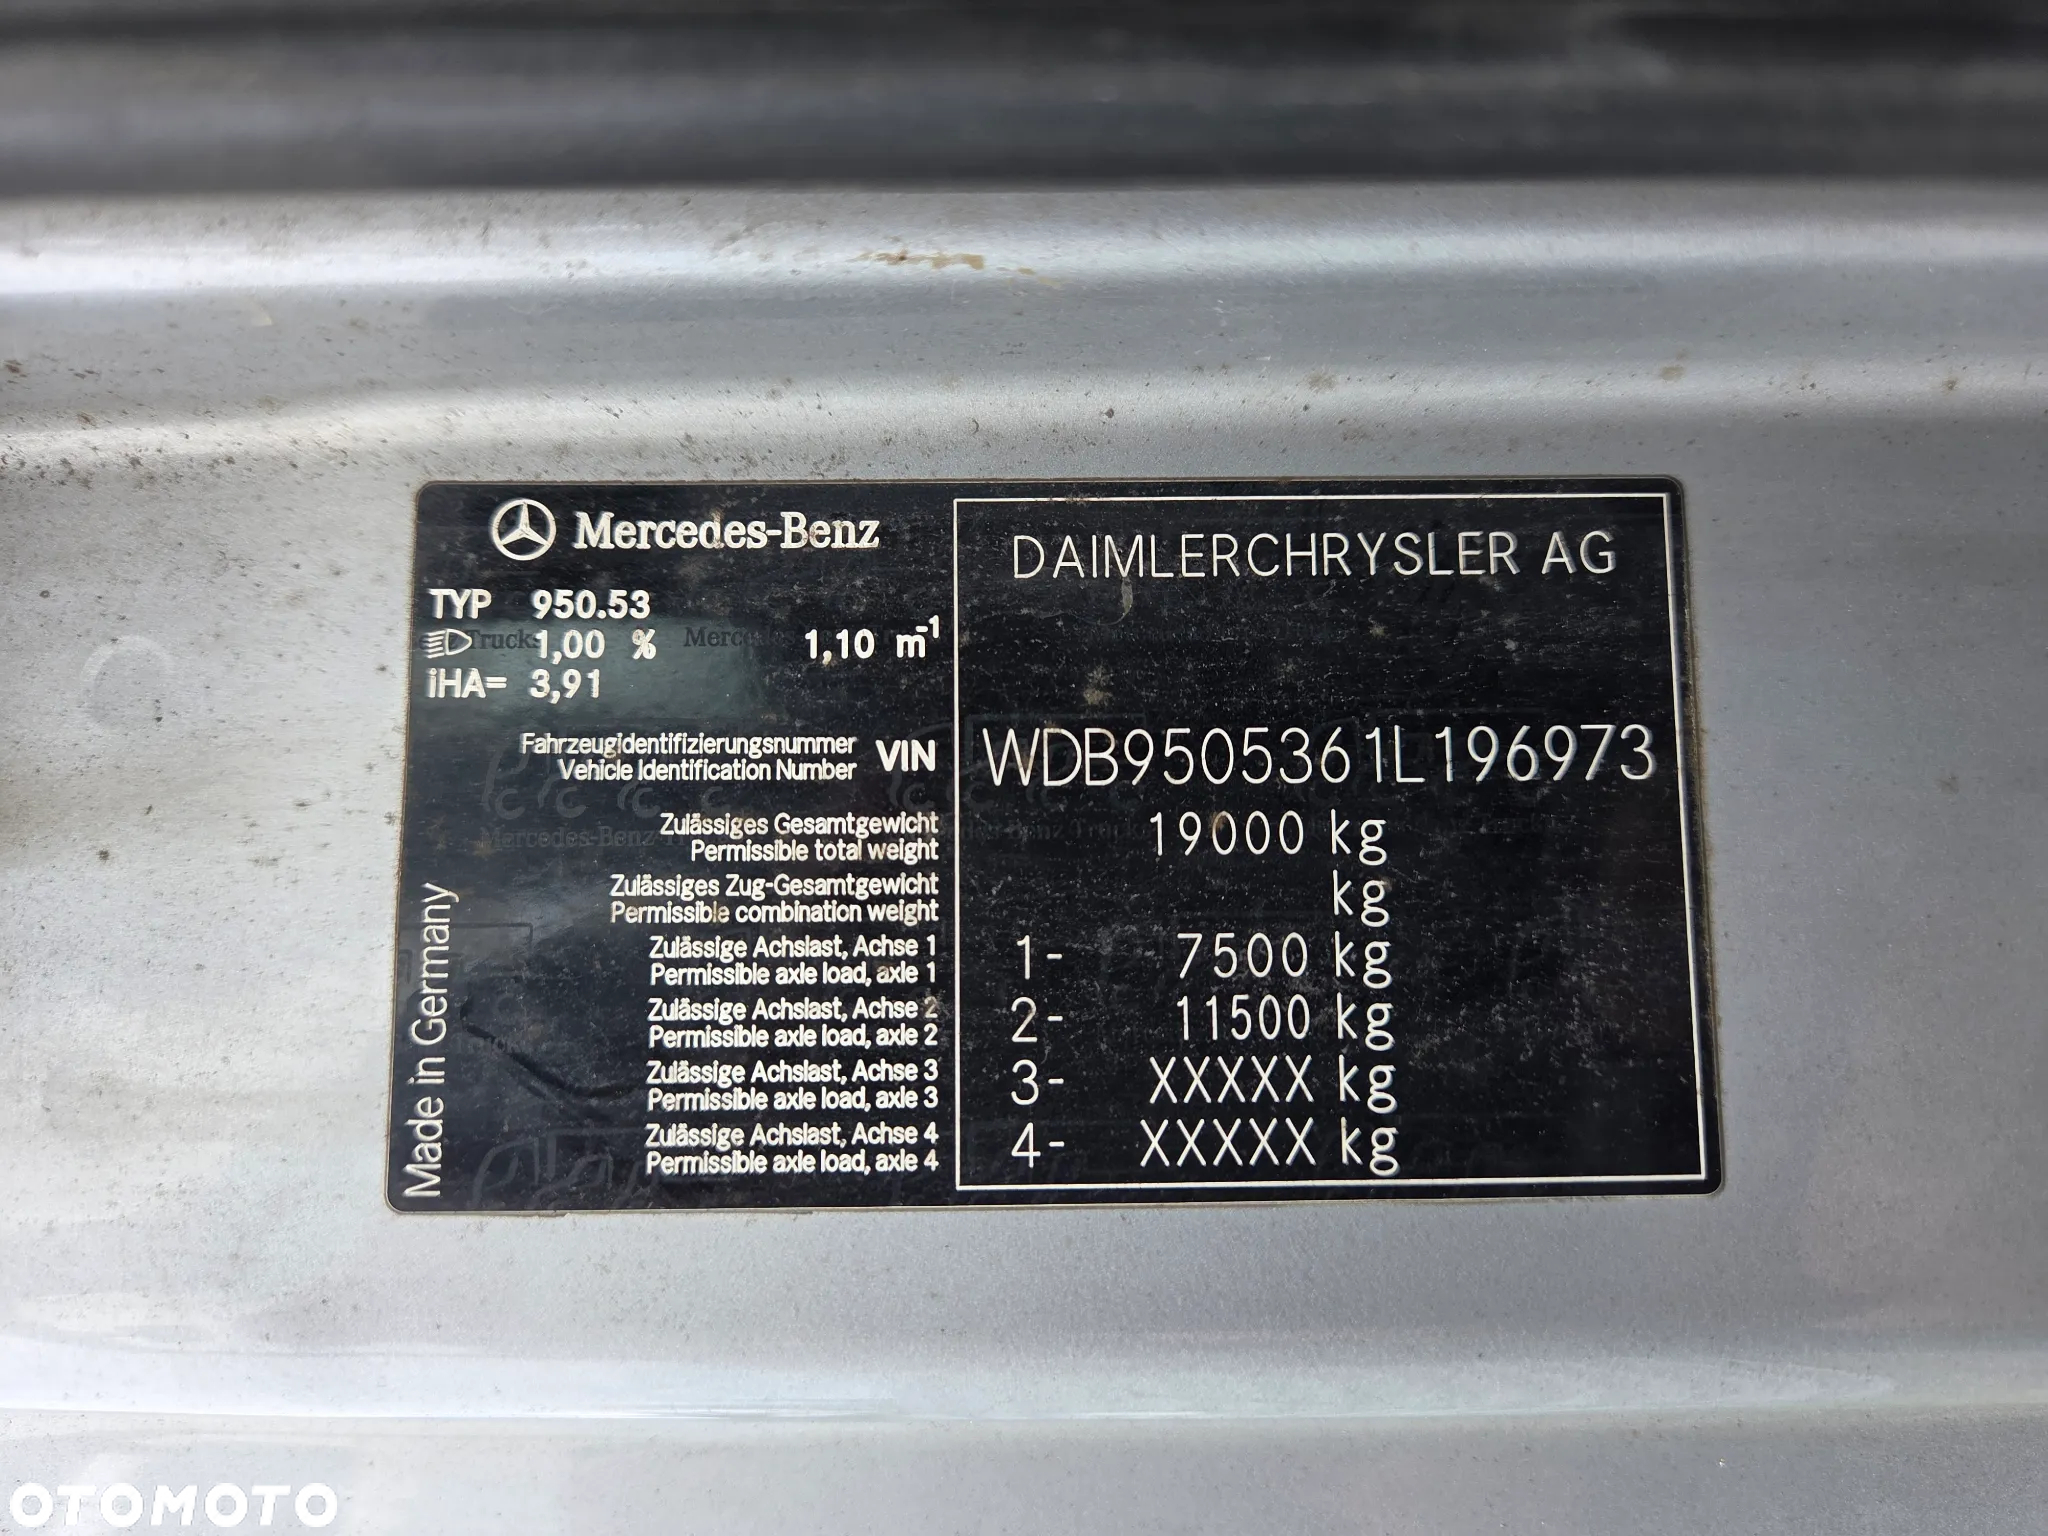 Mercedes-Benz
TYP 950.53
1,00 % 1,10 m-1
iHA= 3,91
DAIMLERCHRYSLER AG
Fahrzeugidentifizierungsnummer
Vehicle Identification Number
VIN WDB9505361L196973
Zulässiges Gesamtgewicht
Permissible total weight
19000 kg
Zulässiges Zug-Gesamtgewicht
Permissible combination weight
kg
Zulässige Achslast, Achse 1
Permissible axle load, axle 1
1- 7500 kg
Zulässige Achslast, Achse 2
Permissible axle load, axle 2
2- 11500 kg
Zulässige Achslast, Achse 3
Permissible axle load, axle 3
3- XXXXX kg
Zulässige Achslast, Achse 4
Permissible axle load, axle 4
4- XXXXX kg
Made in Germany
OTOMOTO